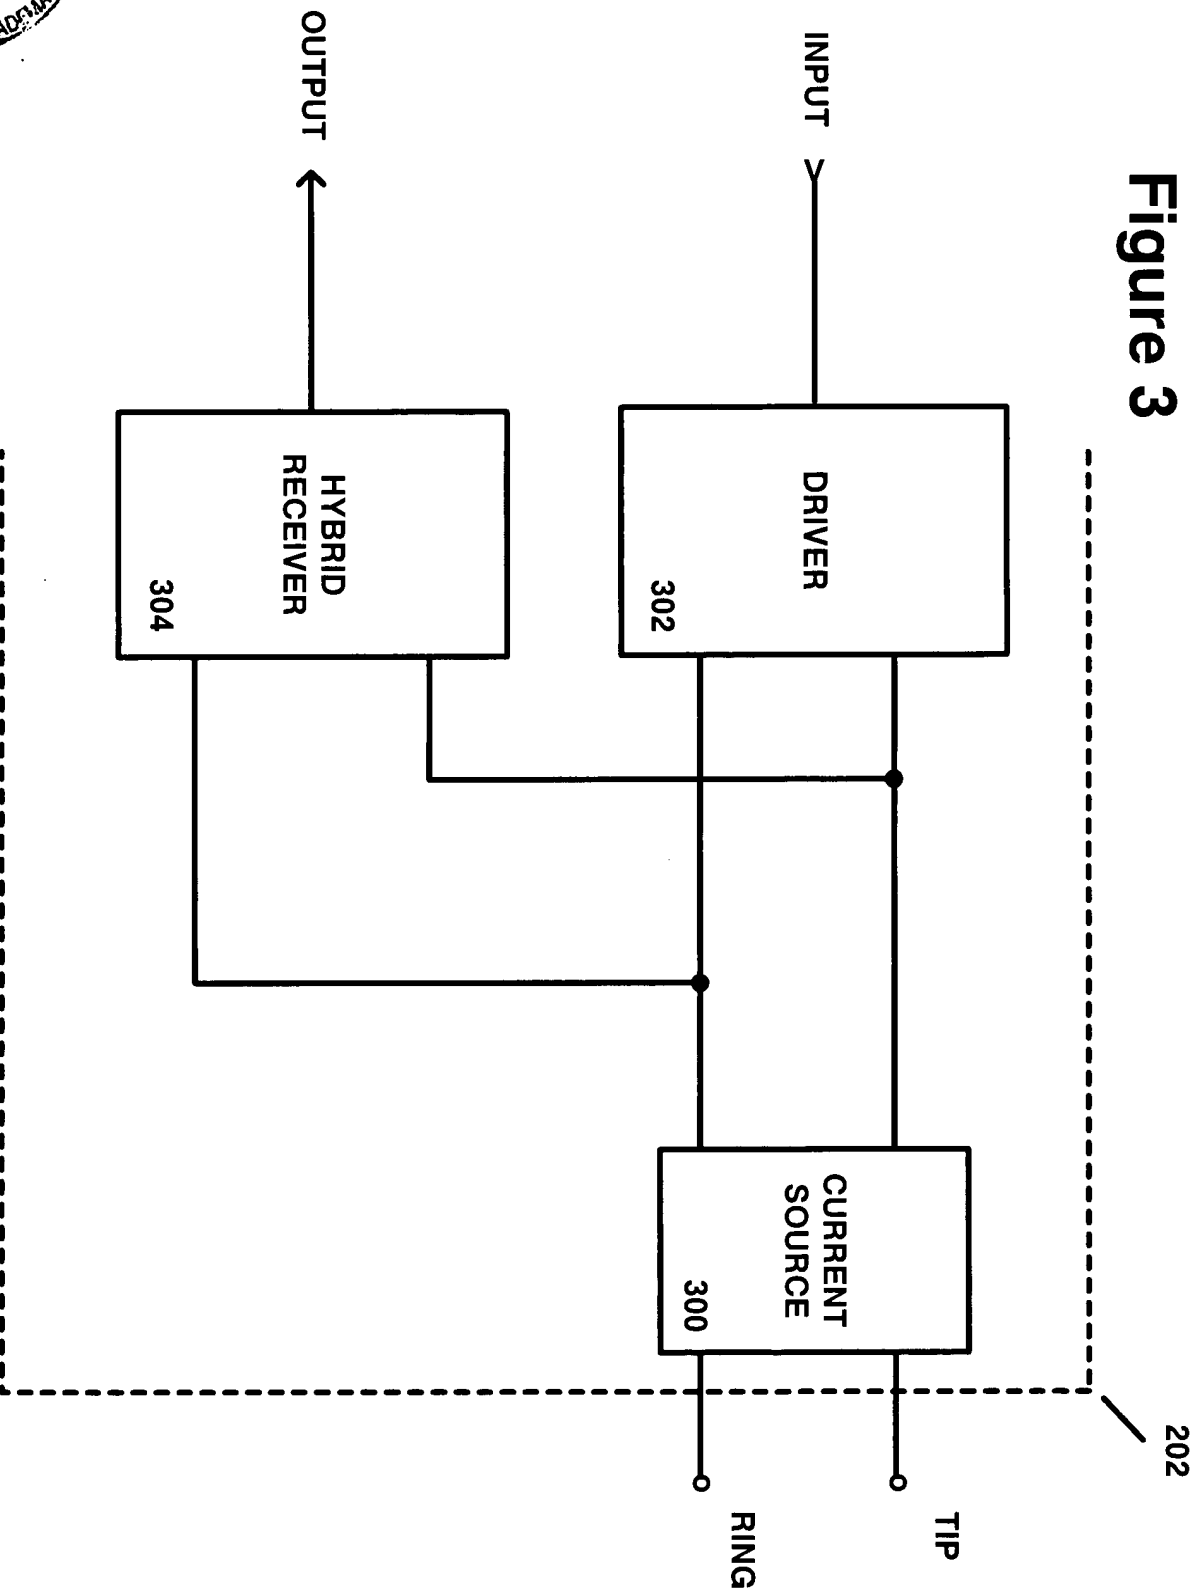 Figure 3
202
INPUT
DRIVER
302
CURRENT
SOURCE
300
TIP
RING
OUTPUT
HYBRID
RECEIVER
304